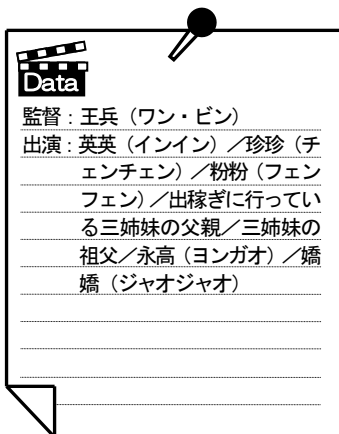 Data
監督：王兵（ワン・ビン）
出演：英英（インイン）／珍珍（チ
ェンチェン）／粉粉（フェン
フェン）／出稼ぎに行ってい
る三姉妹の父親／三姉妹の
祖父／永高（ヨンガオ）／嬌
嬌（ジャオジャオ）